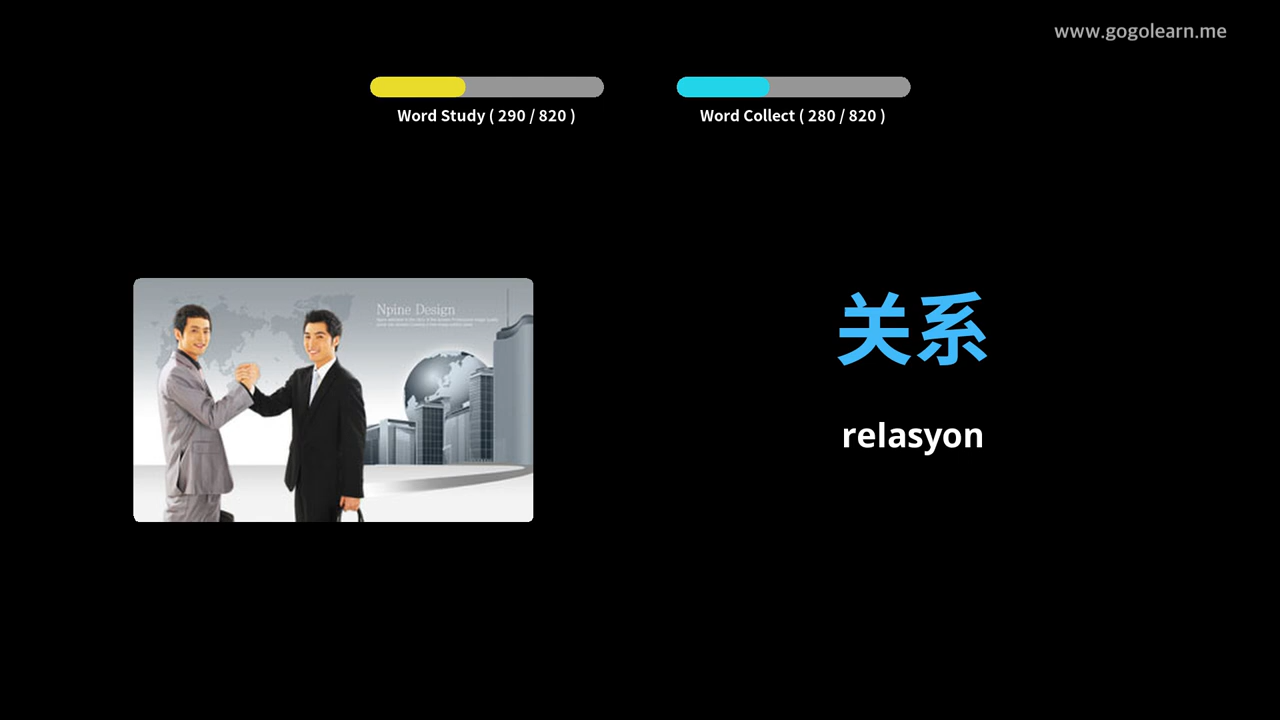 www.gogolearn.me
Word Study ( 290 / 820 )
Word Collect ( 280 / 820 )
Npine Design
关系
relasyon